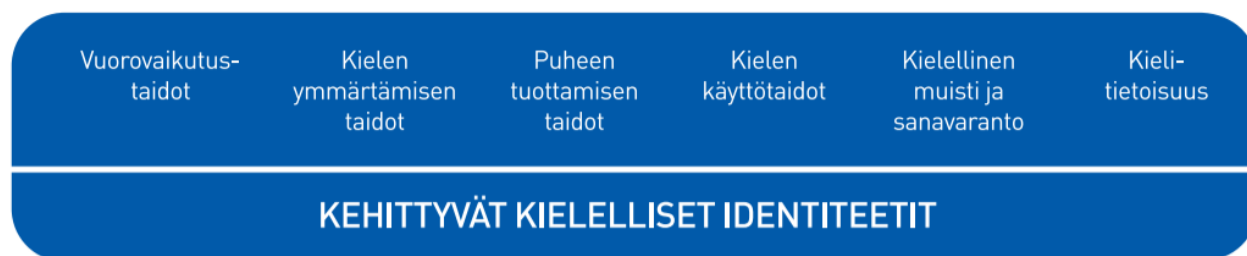 Vuorovaikutus-
taidot
Kielen
ymmärtämisen
taidot
Puheen
tuottamisen
taidot
Kielen
käyttötaidot
Kielellinen
muisti ja
sanavaranto
Kieli-
tietoisuus
KEHITTYVÄT KIELELLISET IDENTITEETIT